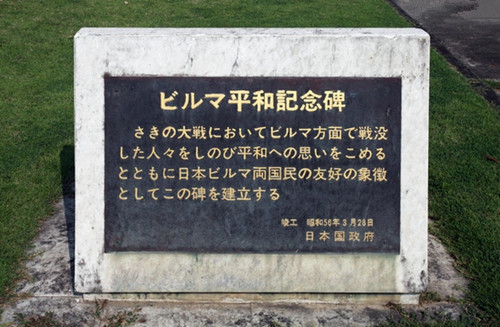 ビルマ平和記念碑
さきの大戦においてビルマ方面で戦没
した人々をしのび平和への思いをこめる
とともに日本ビルマ両国民の友好の象徴
としてこの碑を建立する
竣工 昭和56年3月28日
日本国政府